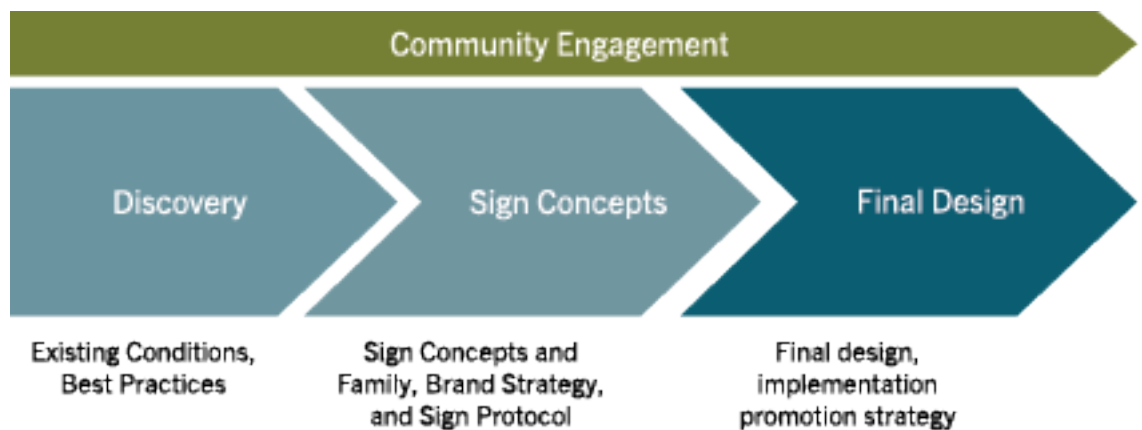 Community Engagement
Discovery
Sign Concepts
Final Design
Existing Conditions,
Best Practices
Sign Concepts and
Family, Brand Strategy,
and Sign Protocol
Final design,
implementation
promotion strategy